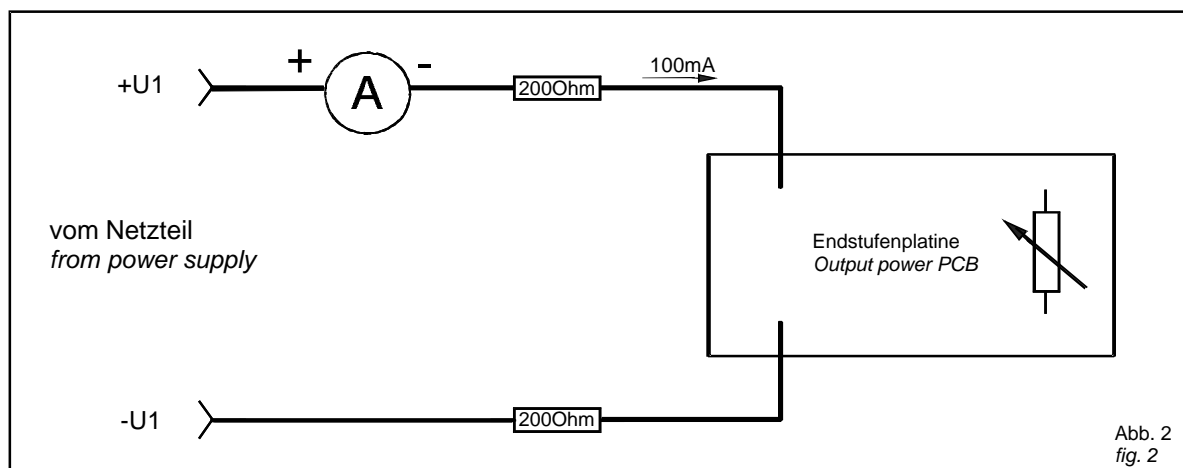 +U1
+
A
-
200Ohm
100mA
vom Netzteil
from power supply
Endstufenplatine
Output power PCB
-U1
200Ohm
Abb. 2
fig. 2